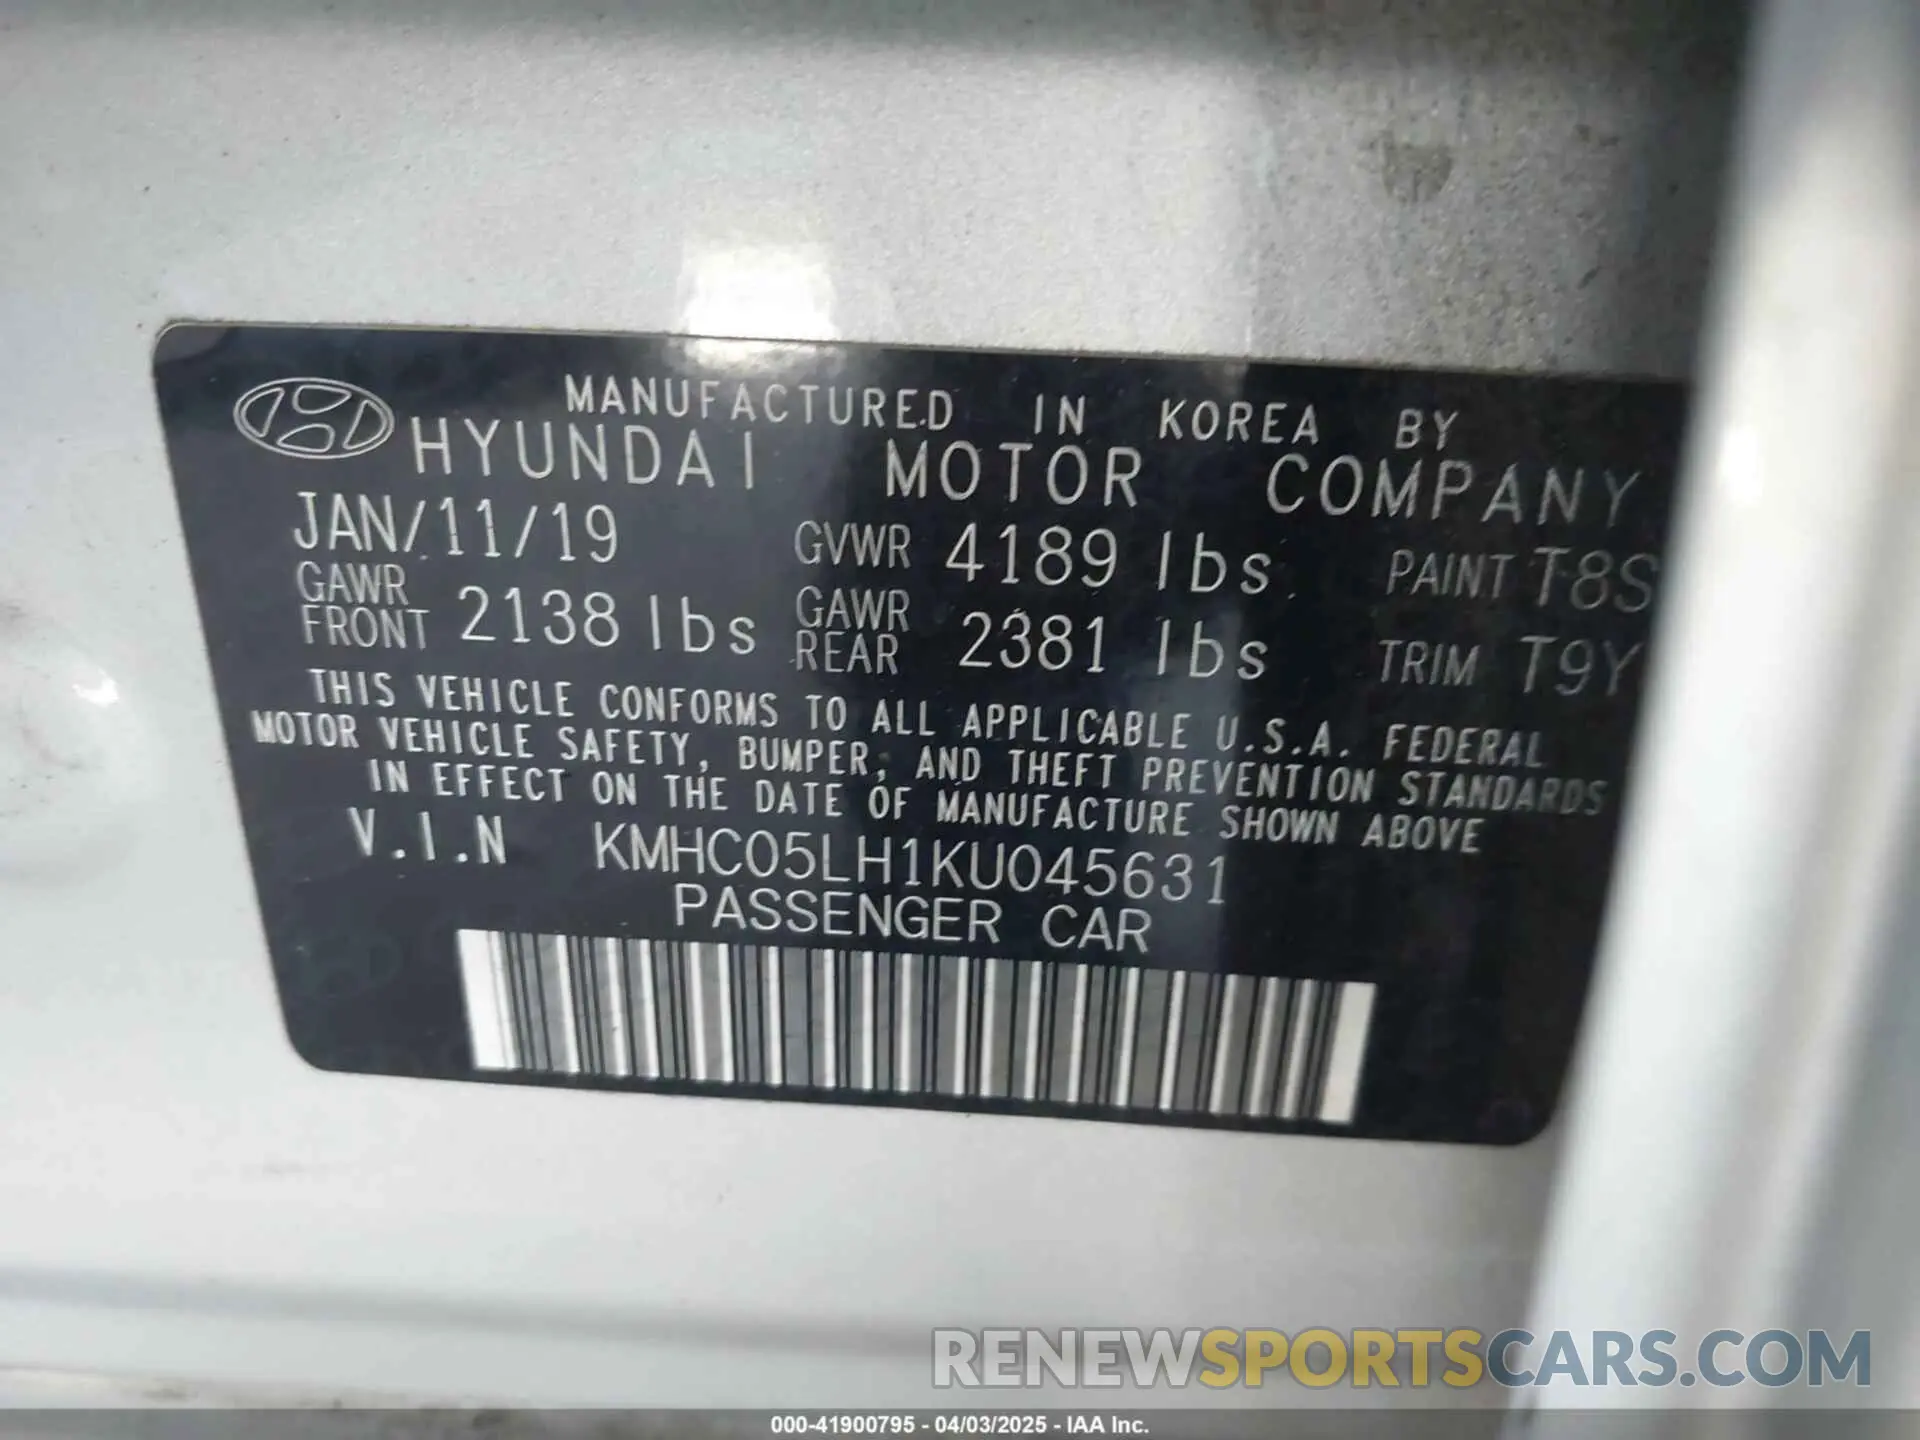 MANUFACTURED IN KOREA BY
HYUNDAI MOTOR COMPANY
JAN/11/19 GVWR 4189 lbs PAINT T8S
GAWR FRONT 2138 lbs GAWR REAR 2381 lbs TRIM T9Y
THIS VEHICLE CONFORMS TO ALL APPLICABLE U.S.A. FEDERAL
MOTOR VEHICLE SAFETY, BUMPER, AND THEFT PREVENTION STANDARDS
IN EFFECT ON THE DATE OF MANUFACTURE SHOWN ABOVE
V.I.N KMHC05LH1KU045631
PASSENGER CAR
RENEWSPORTSCARS.COM
000-41900795 - 04/03/2025 - IAA Inc.